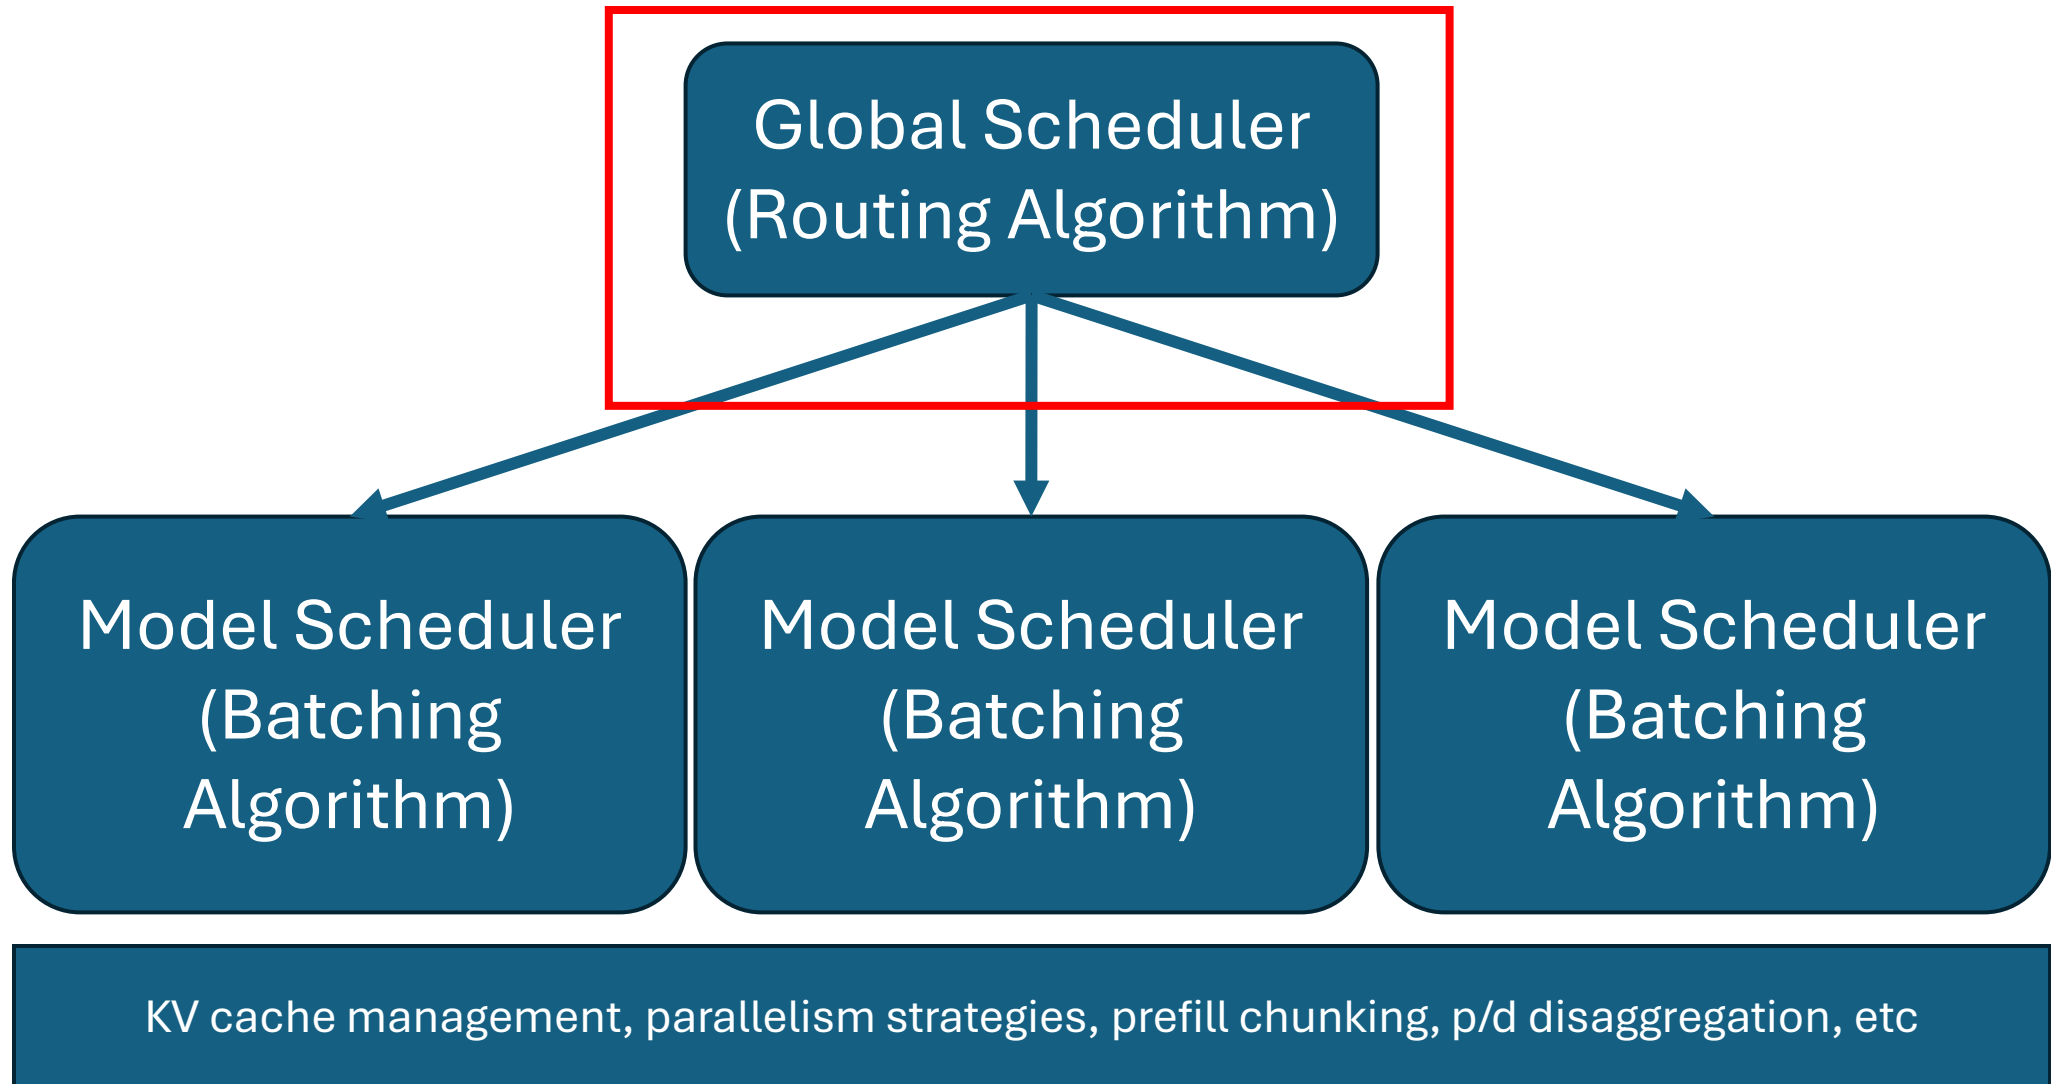 Global Scheduler
(Routing Algorithm)
Model Scheduler
(Batching
Algorithm)
Model Scheduler
(Batching
Algorithm)
Model Scheduler
(Batching
Algorithm)
KV cache management, parallelism strategies, prefill chunking, p/d disaggregation, etc